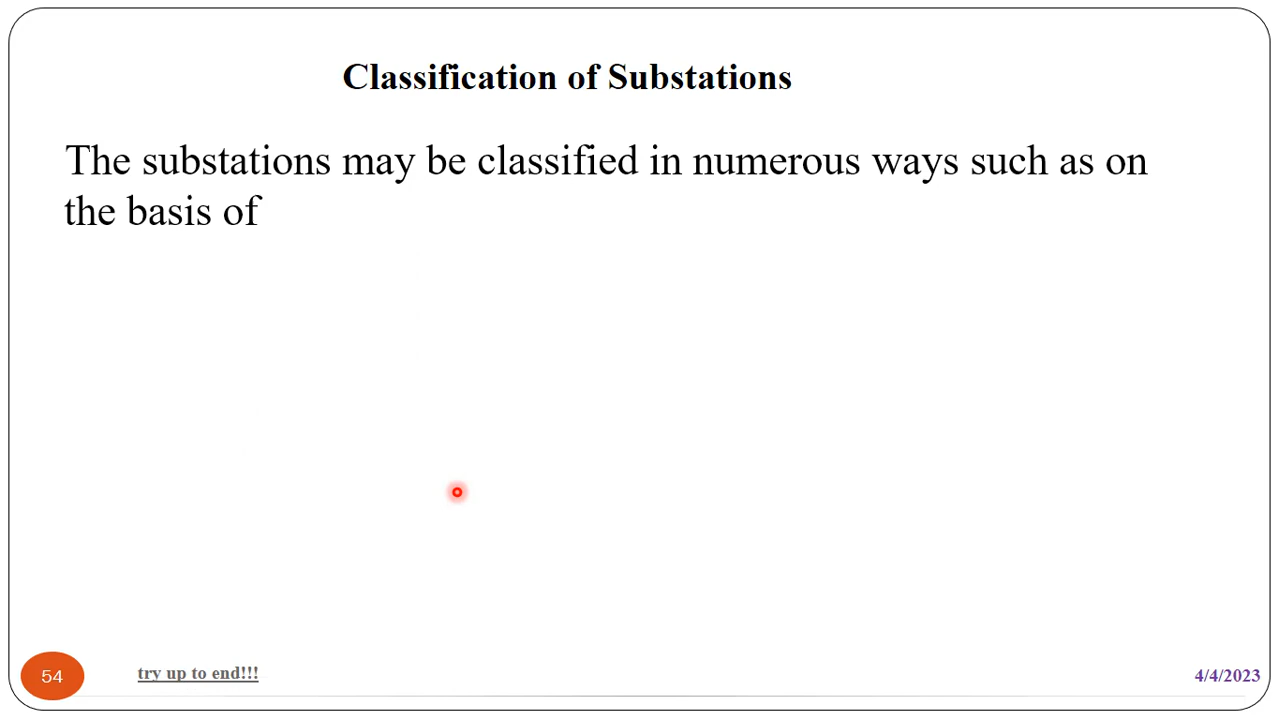 Classification of Substations
The substations may be classified in numerous ways such as on
the basis of
54
try up to end!!!
4/4/2023